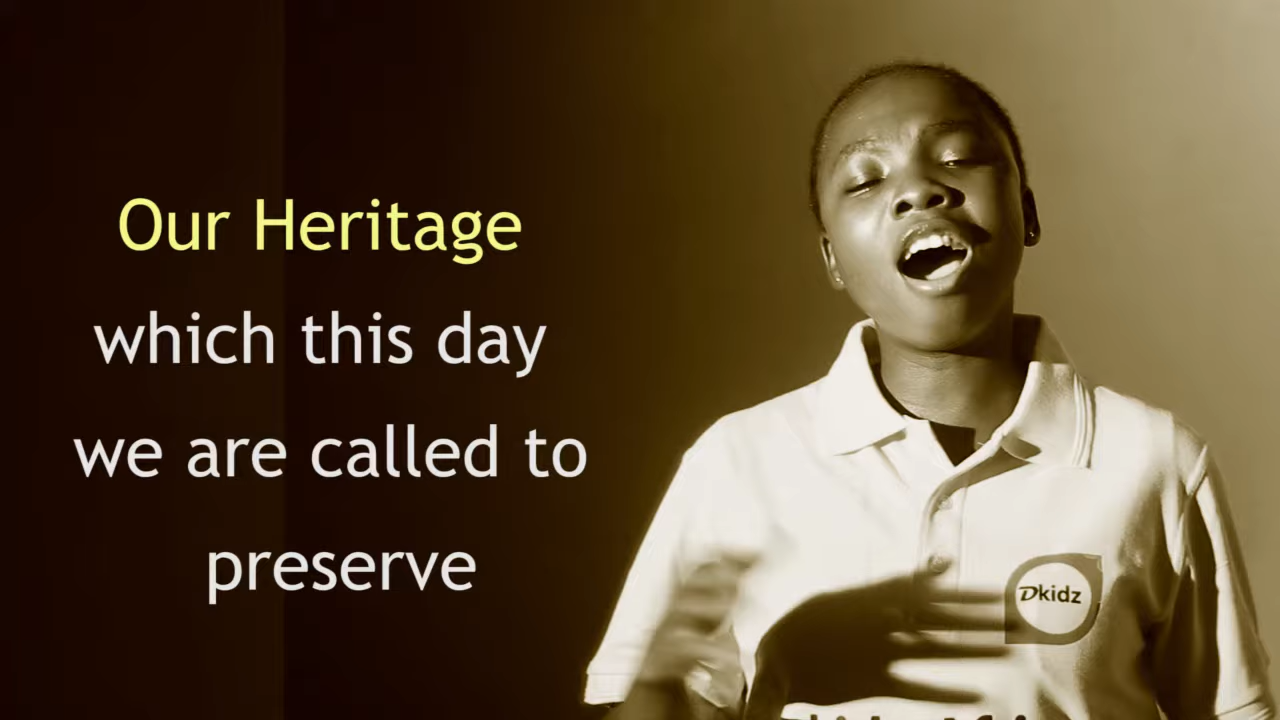 Our Heritage
which this day
we are called to
preserve
Dkidz